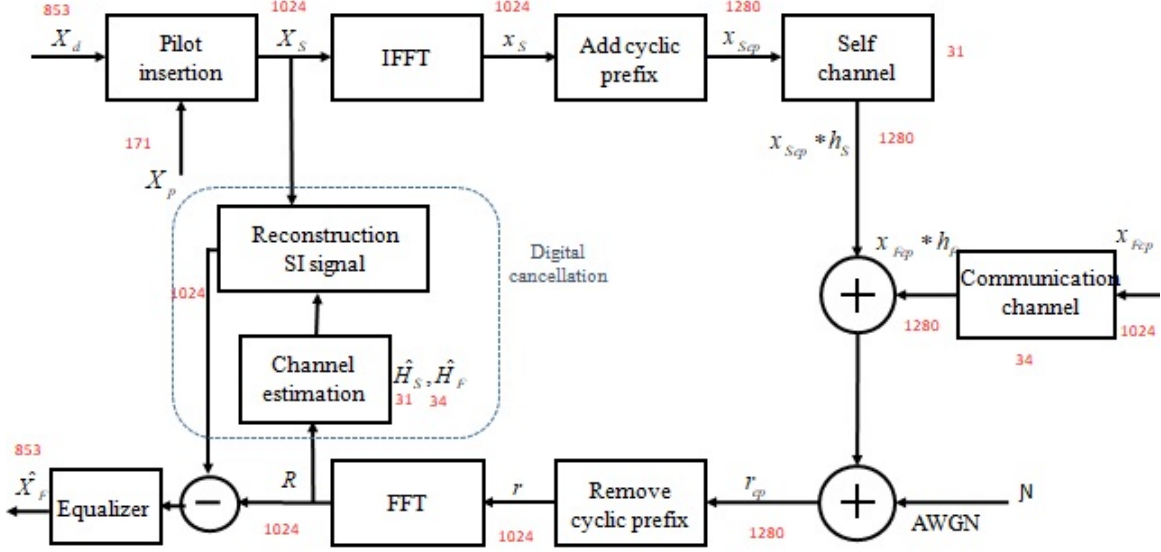 853
1024
1024
1280
X_d
Pilot
insertion
X_S
IFFT
x_S
Add cyclic
prefix
x_Scp
Self
channel
31
171
X_p
x_Scp * h_S
1280
Reconstruction
SI signal
Digital
cancellation
1024
x_Fcp * h_F
x_Fcp
Communication
channel
1280
1024
34
Channel
estimation
Ĥ_S, Ĥ_F
31 34
853
X̂_F
Equalizer
−
R
1024
FFT
r
1024
Remove
cyclic prefix
r_cp
1280
+
+
AWGN
N